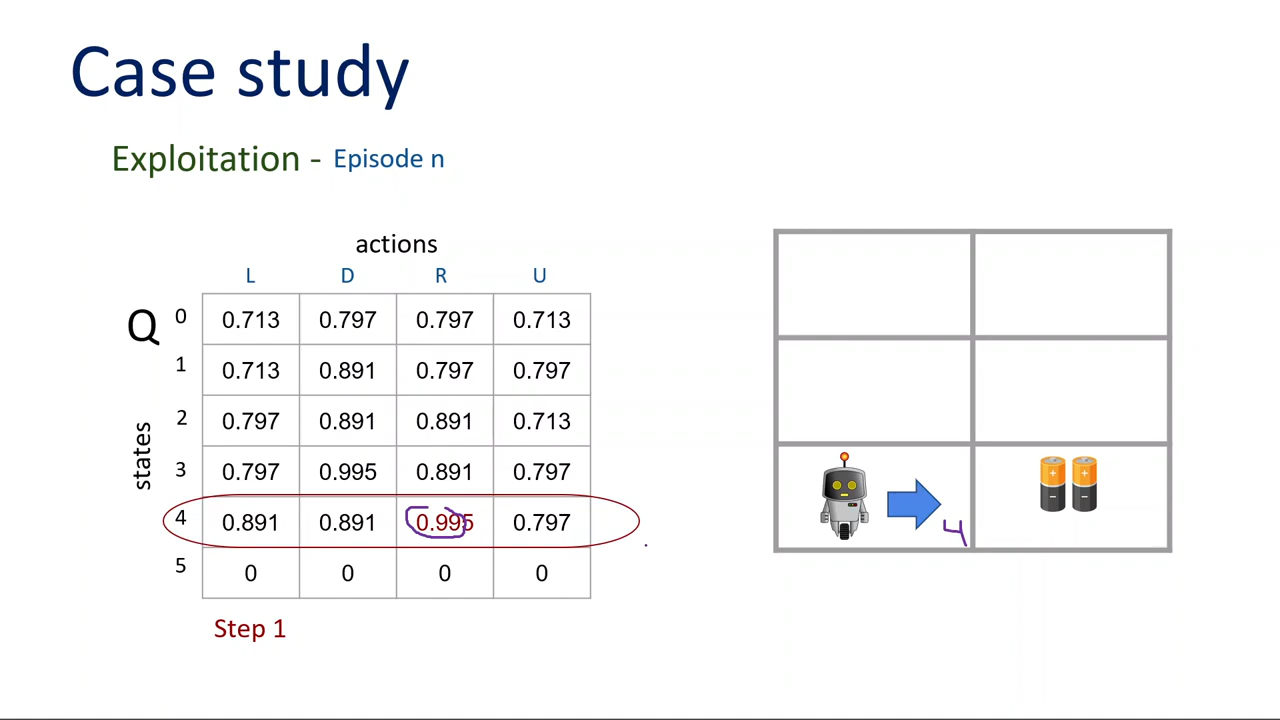 Case study
Exploitation - Episode n
actions
L D R U
Q
states
0 0.713 0.797 0.797 0.713
1 0.713 0.891 0.797 0.797
2 0.797 0.891 0.891 0.713
3 0.797 0.995 0.891 0.797
4 0.891 0.891 0.995 0.797
5 0 0 0 0
Step 1
+ +
- -
4